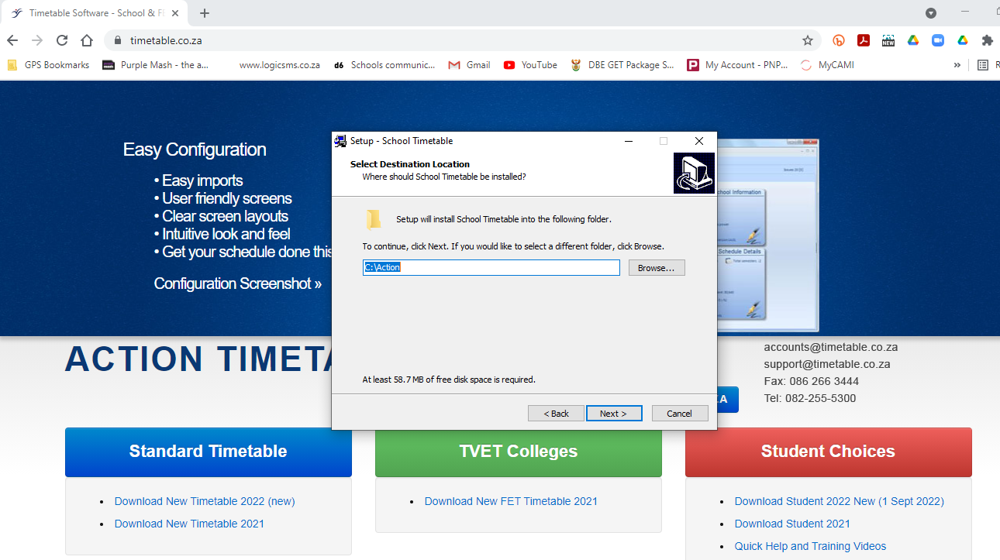 Timetable Software - School & F
timetable.co.za
NEW
GPS Bookmarks
Purple Mash - the a...
www.logicsms.co.za
d6 Schools communic...
Gmail
YouTube
DBE GET Package S...
My Account - PNP...
MyCAMI
»
Easy Configuration
• Easy imports
• User friendly screens
• Clear screen layouts
• Intuitive look and feel
• Get your schedule done this
Configuration Screenshot »
Setup - School Timetable
Select Destination Location
Where should School Timetable be installed?
Setup will install School Timetable into the following folder.
To continue, click Next. If you would like to select a different folder, click Browse.
C:\Action
Browse...
At least 58.7 MB of free disk space is required.
< Back
Next >
Cancel
chool Information
Schedule Details
ACTION TIMETA
accounts@timetable.co.za
support@timetable.co.za
Fax: 086 266 3444
Tel: 082-255-5300
Standard Timetable
• Download New Timetable 2022 (new)
• Download New Timetable 2021
TVET Colleges
• Download New FET Timetable 2021
Student Choices
• Download Student 2022 New (1 Sept 2022)
• Download Student 2021
• Quick Help and Training Videos